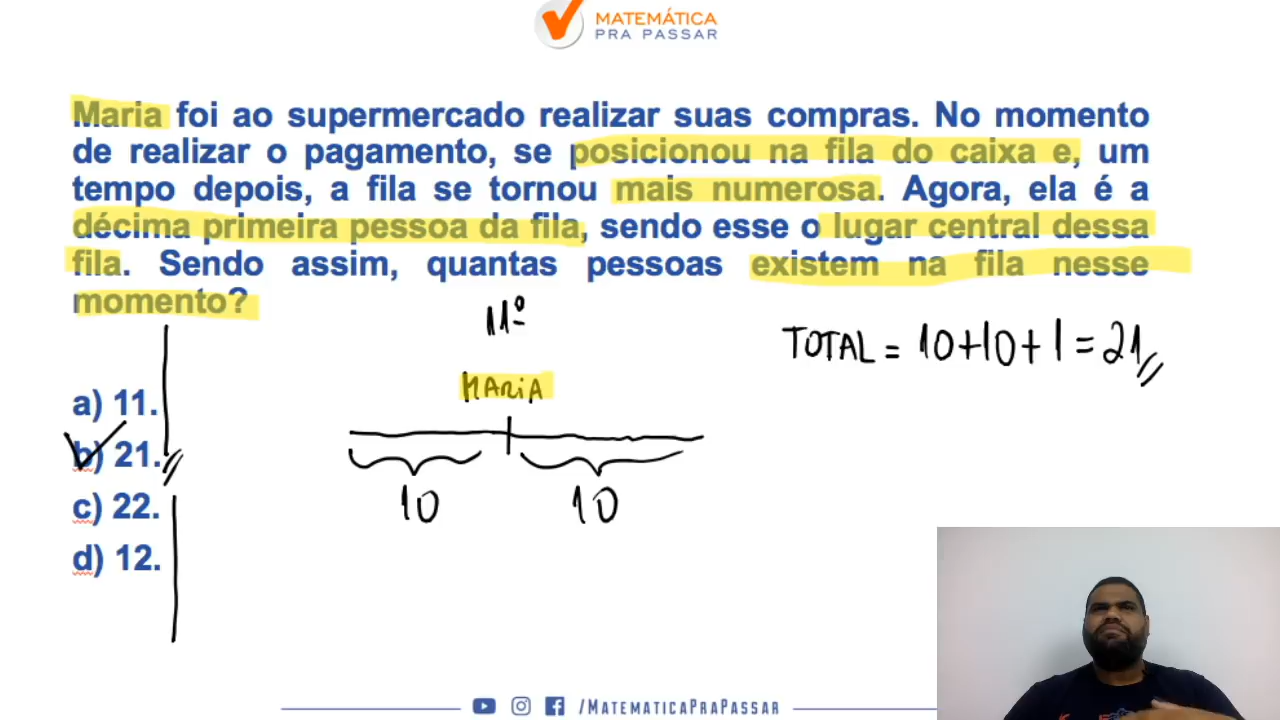 MATEMÁTICA
PRA PASSAR
Maria foi ao supermercado realizar suas compras. No momento
de realizar o pagamento, se posicionou na fila do caixa e, um
tempo depois, a fila se tornou mais numerosa. Agora, ela é a
décima primeira pessoa da fila, sendo esse o lugar central dessa
fila. Sendo assim, quantas pessoas existem na fila nesse
momento?
11º
TOTAL = 10+10+1=21
MARIA
a) 11.
b) 21.
c) 22.
d) 12.
10 10
/MATEMATICAPRAPASSAR